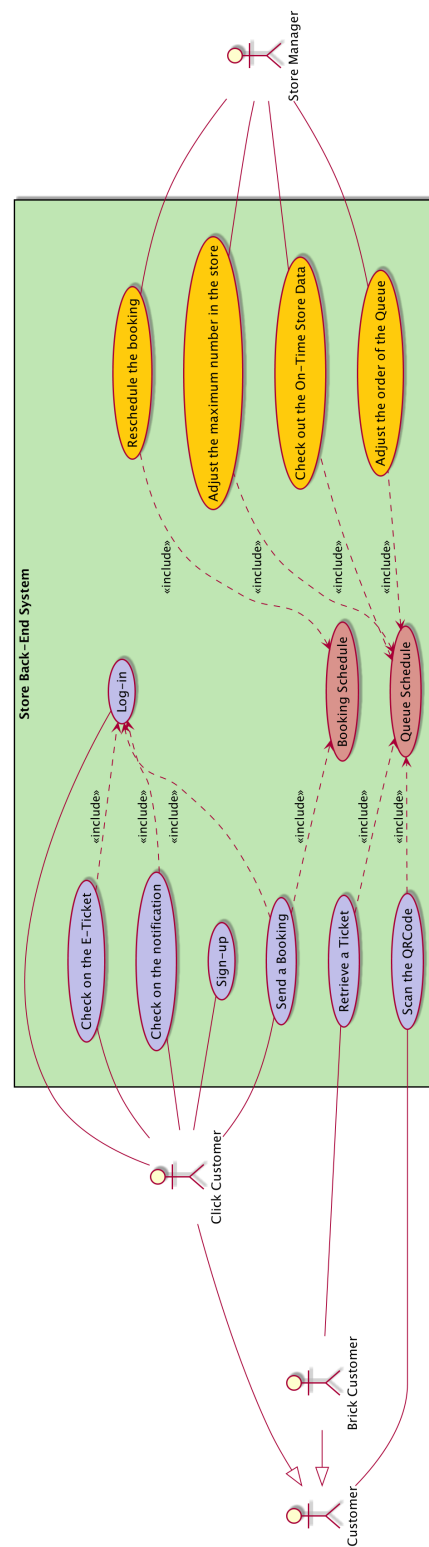 Store Back-End System
Customer
Brick Customer
Click Customer
Check on the E-Ticket
Check on the notification
Sign-up
Send a Booking
Retrieve a Ticket
Scan the QRCode
«include»
«include»
«include»
«include»
«include»
«include»
Log-in
Booking Schedule
Queue Schedule
«include»
«include»
«include»
«include»
Reschedule the booking
Adjust the maximum number in the store
Check out the On-Time Store Data
Adjust the order of the Queue
Store Manager